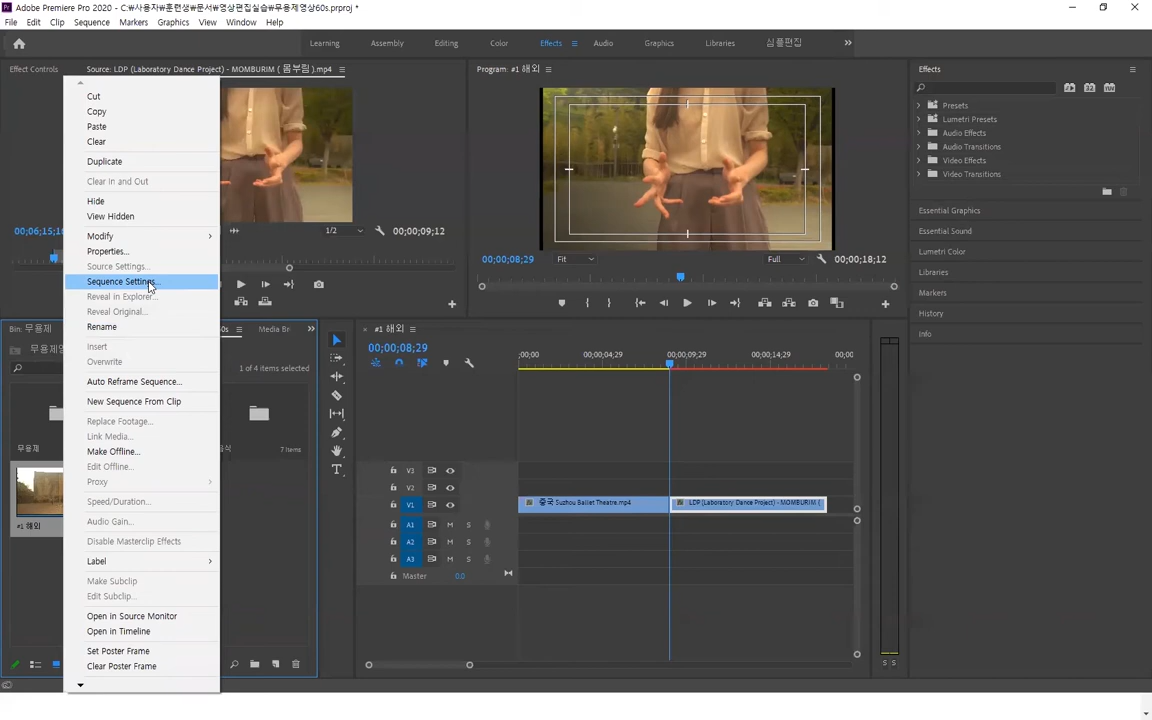 Adobe Premiere Pro 2020 - C:₩사용자₩훈련생₩문서₩영상편집실습₩무용제영상60s.prproj *
File Edit Clip Sequence Markers Graphics View Window Help
Learning Assembly Editing Color Effects Audio Graphics Libraries 심플편집
Effect Controls Source: LDP (Laboratory Dance Project) - MOMBURIM ( 몸부림 ).mp4
Program: #1 해외
Effects
Cut
Copy
Paste
Clear
Duplicate
Clear In and Out
Hide
View Hidden
Modify
Properties...
Source Settings...
Sequence Settings...
Reveal in Explorer...
Reveal Original...
Rename
Insert
Overwrite
Auto Reframe Sequence...
New Sequence From Clip
Replace Footage...
Link Media...
Make Offline...
Edit Offline...
Proxy
Speed/Duration...
Audio Gain...
Disable Masterclip Effects
Label
Make Subclip
Edit Subclip...
Open in Source Monitor
Open in Timeline
Set Poster Frame
Clear Poster Frame
1/2 00;00;09;12
00;00;08;29 Fit Full 00;00;18;12
Presets
Lumetri Presets
Audio Effects
Audio Transitions
Video Effects
Video Transitions
Essential Graphics
Essential Sound
Lumetri Color
Libraries
Markers
History
Info
Bin: 무용제
Media Br
1 of 4 items selected
무용제
7 Items
#1 해외
#1 해외
00;00;08;29
;00;00 00;00;04;29 00;00;09;29 00;00;14;29 00;00
V3
V2
V1
중국 Suzhou Ballet Theatre.mp4
LDP (Laboratory Dance Project) - MOMBURIM (
A1 M S
A2 M S
A3 M S
Master 0.0
S S